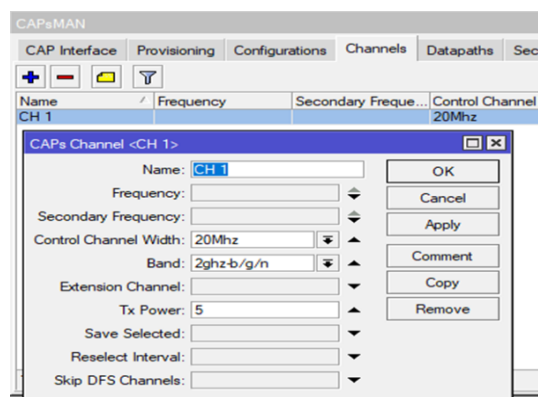 CAPsMAN
CAP Interface Provisioning Configurations Channels Datapaths Sec
Name Frequency Secondary Freque... Control Channel
CH 1 20Mhz
CAPs Channel <CH 1>
Name: CH 1 OK
Frequency: Cancel
Secondary Frequency: Apply
Control Channel Width: 20Mhz
Band: 2ghz-b/g/n Comment
Extension Channel: Copy
Tx Power: 5 Remove
Save Selected:
Reselect Interval:
Skip DFS Channels: